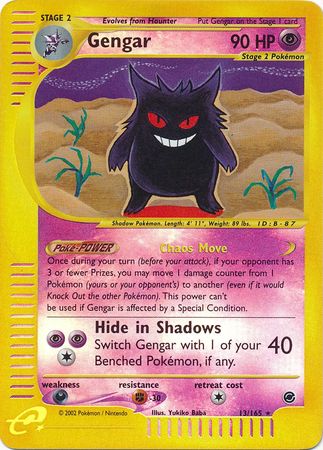 STAGE 2
Evolves from Haunter
Put Gengar on the Stage 1 card
Gengar
90 HP
Stage 2 Pokémon
Shadow Pokémon. Length: 4' 11", Weight: 89 lbs. ID:B-87
Poké-POWER
Chaos Move
Once during your turn (before your attack), if your opponent has
3 or fewer Prizes, you may move 1 damage counter from 1
Pokémon (yours or your opponent's) to another (even if it would
Knock Out the other Pokémon). This power can't
be used if Gengar is affected by a Special Condition.
Hide in Shadows
Switch Gengar with 1 of your
Benched Pokémon, if any.
40
weakness
resistance
retreat cost
-30
e
© 2002 Pokémon / Nintendo
Illus. Yukiko Baba
13/165 ★